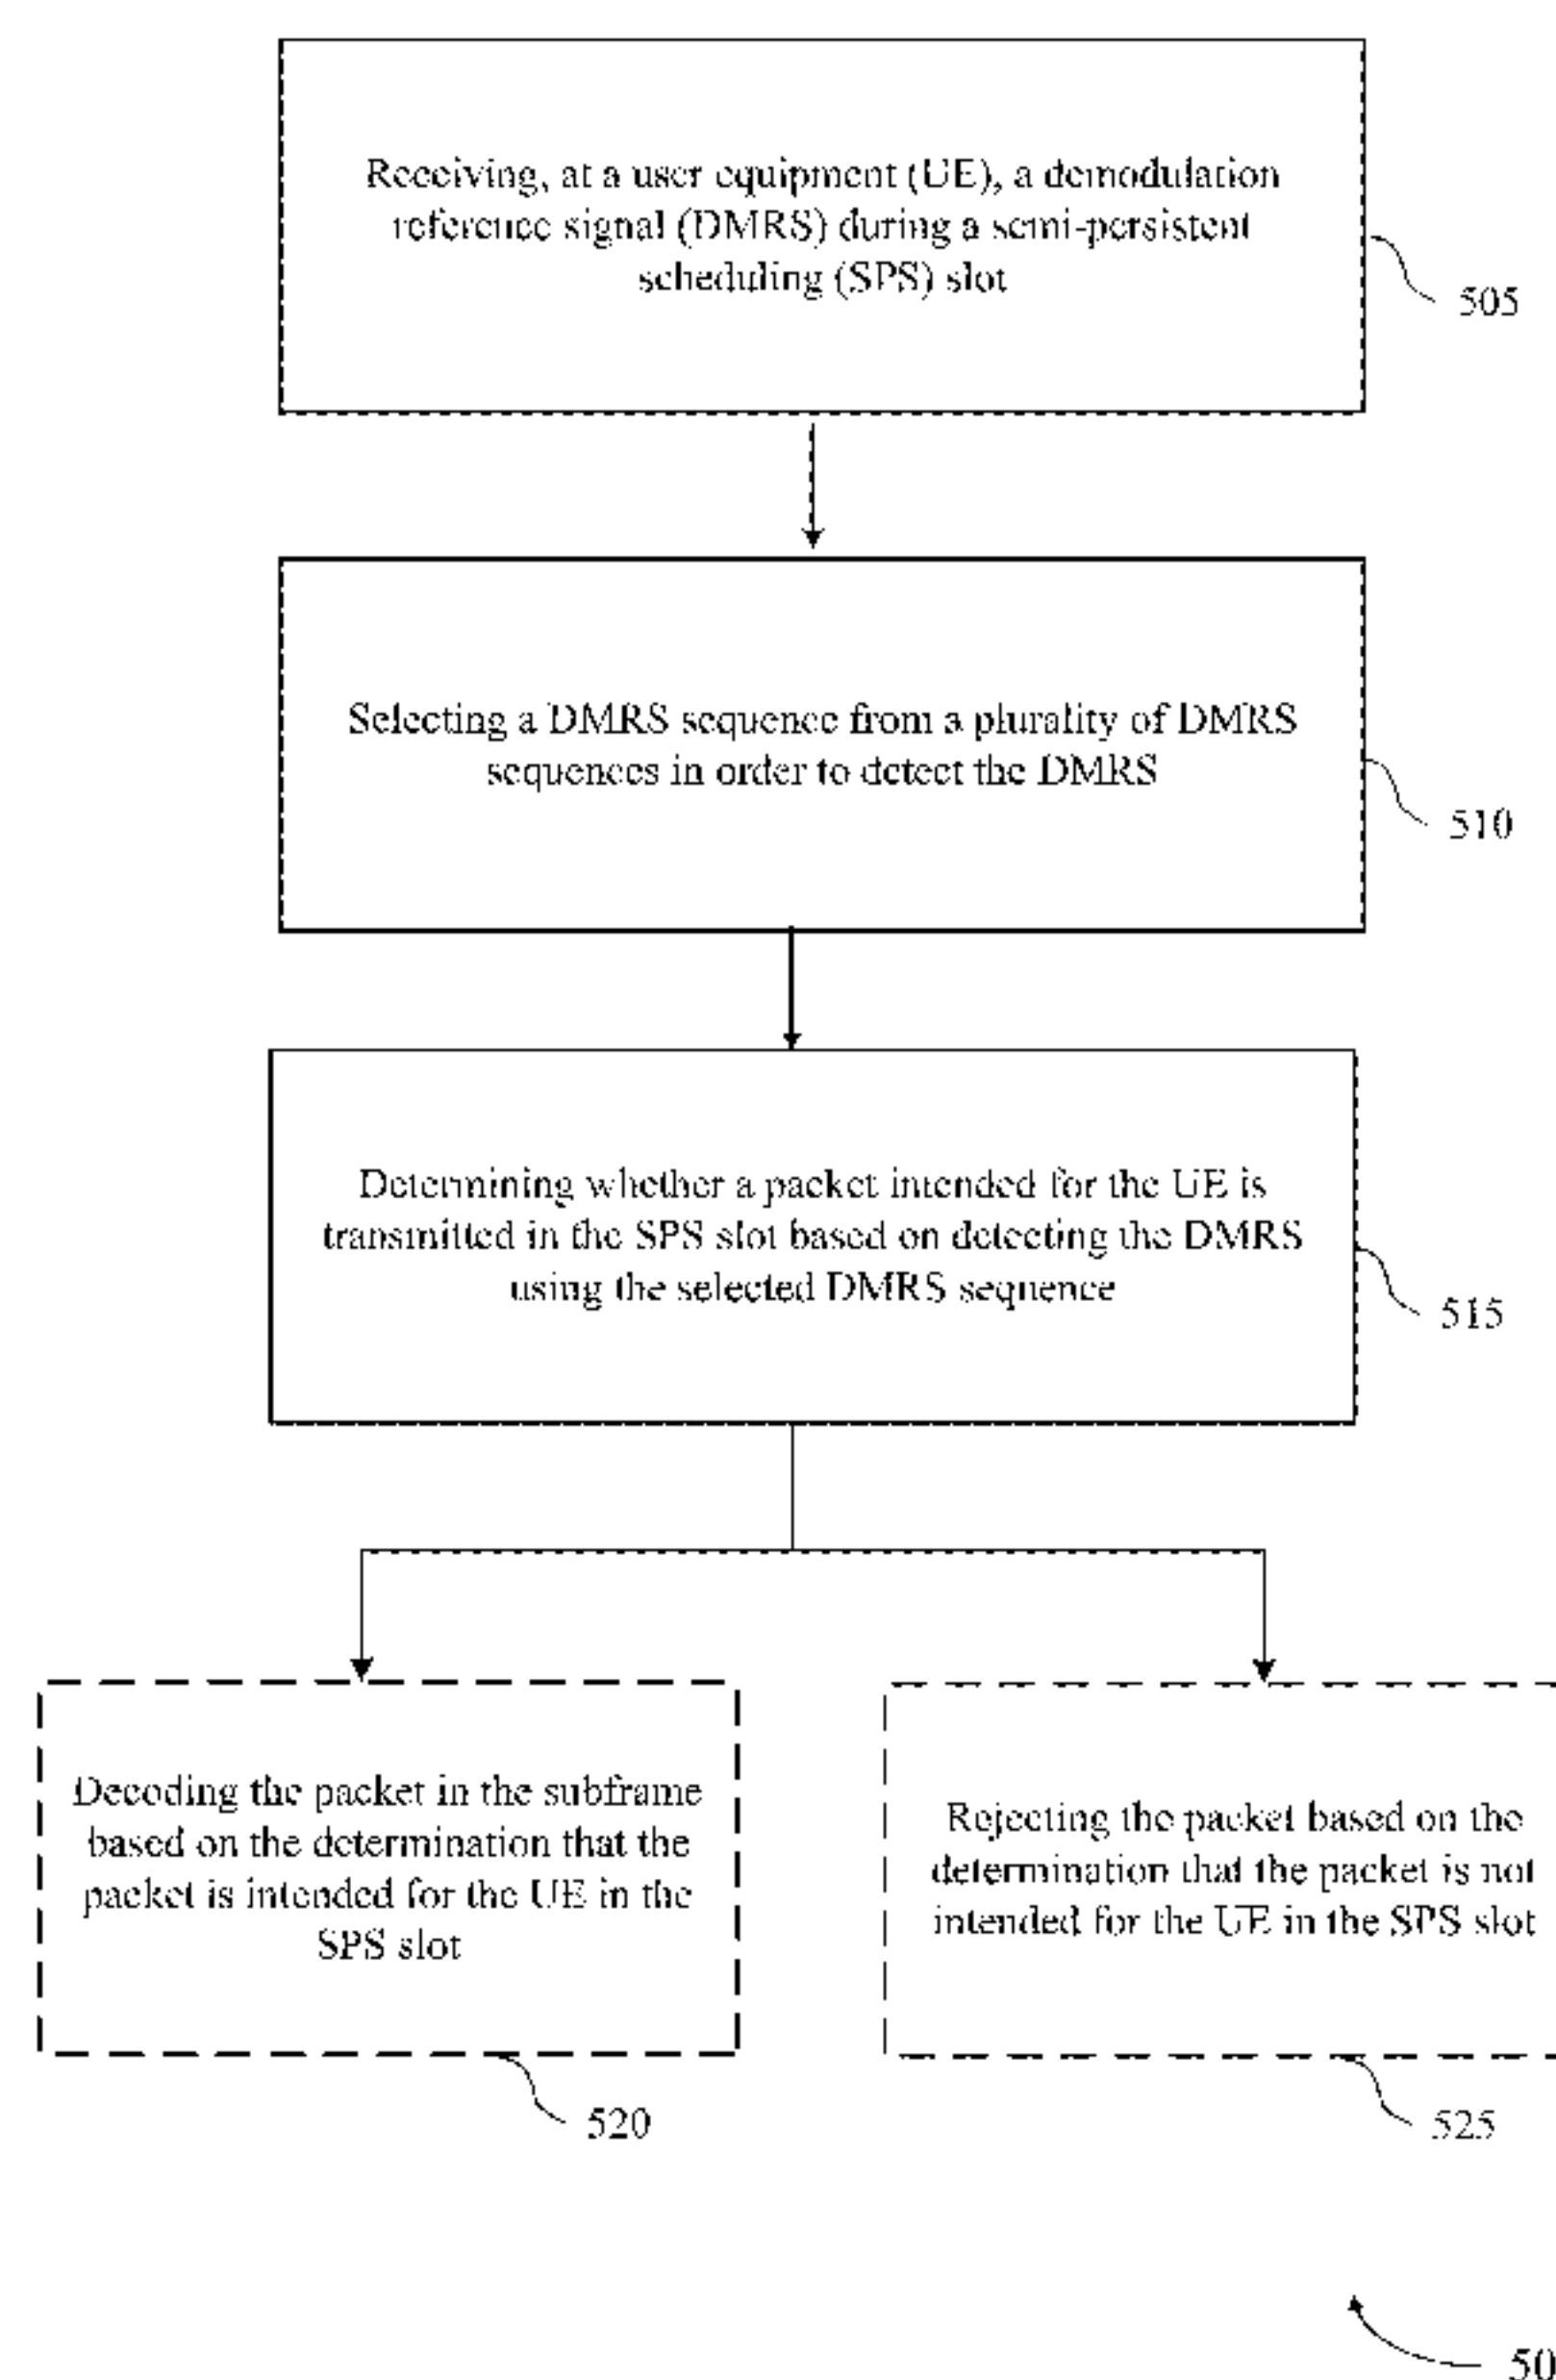 Receiving, at a user equipment (UE), a demodulation
reference signal (DMRS) during a semi-persistent
scheduling (SPS) slot
505
Selecting a DMRS sequence from a plurality of DMRS
sequences in order to detect the DMRS
510
Determining whether a packet intended for the UE is
transmitted in the SPS slot based on detecting the DMRS
using the selected DMRS sequence
515
Decoding the packet in the subframe
based on the determination that the
packet is intended for the UE in the
SPS slot
520
Rejecting the packet based on the
determination that the packet is not
intended for the UE in the SPS slot
525